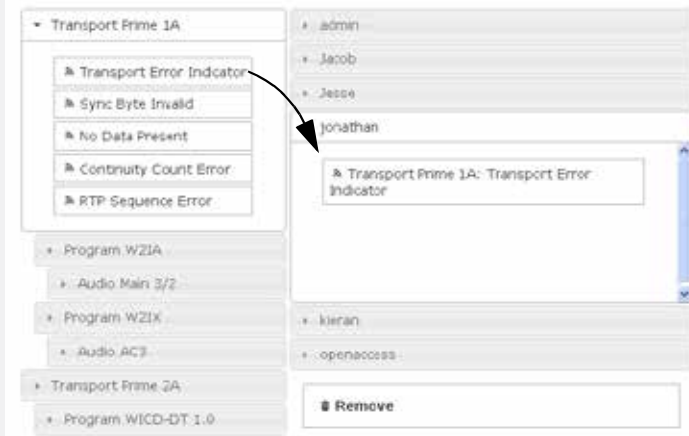 Transport Prime 1A
Transport Error Indicator
Sync Byte Invalid
No Data Present
Continuity Count Error
RTP Sequence Error
Program W2IA
Audio Main 3/2
Program W2IX
Audio AC3
Transport Prime 2A
Program WICD-DT 1.0
admin
Jacob
Jesse
jonathan
Transport Prime 1A: Transport Error
Indicator
kieran
openaccess
Remove